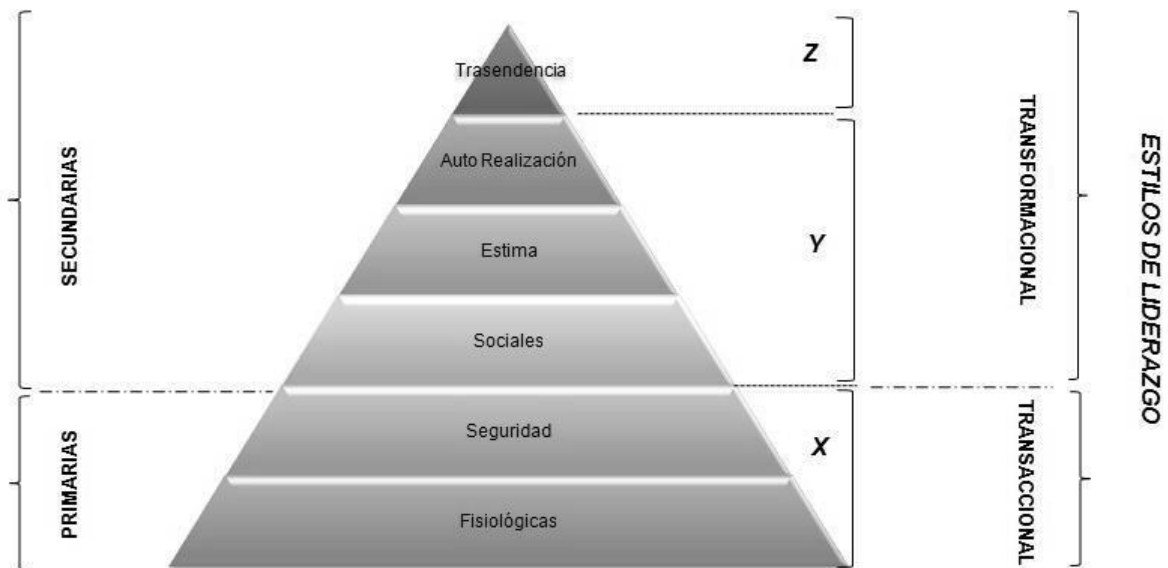 Trasendencia
Auto Realización
Estima
Sociales
Seguridad
Fisiológicas
SECUNDARIAS
PRIMARIAS
Z
Y
X
TRANSFORMACIONAL
TRANSACCIONAL
ESTILOS DE LIDERAZGO